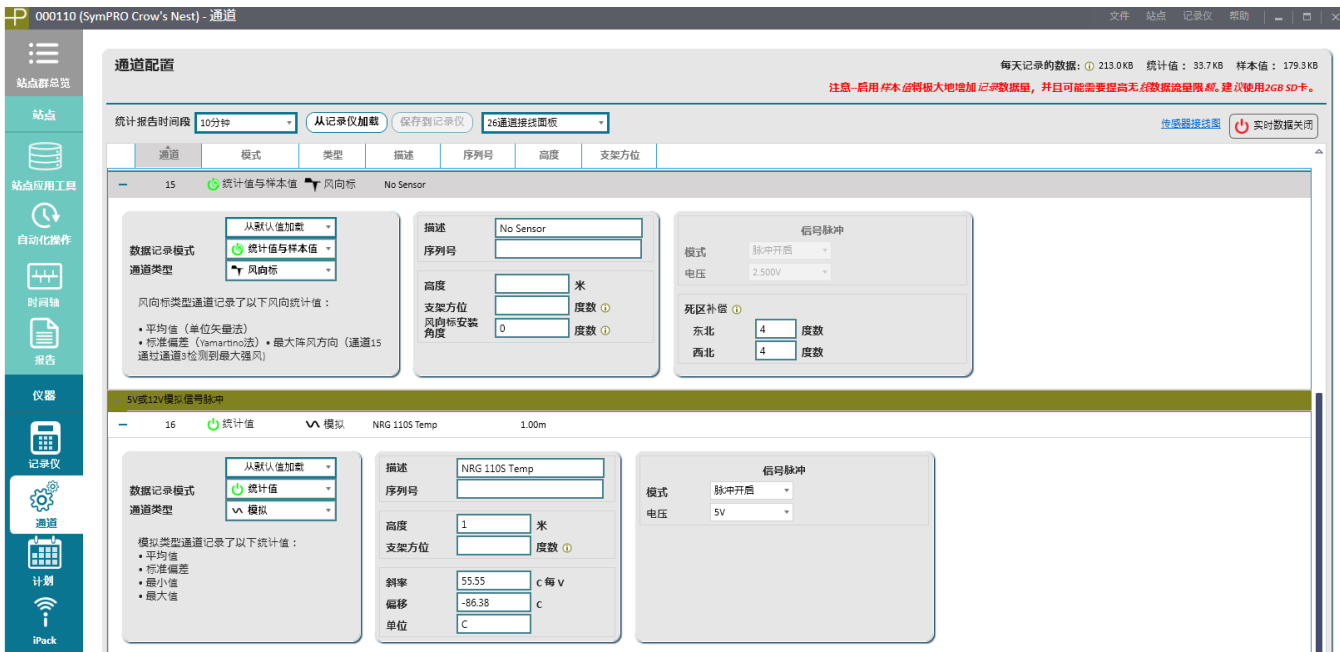 000110 (SymPRO Crow's Nest) - 通道
文件 站点 记录仪 帮助
站点群总览
站点
站点应用工具
自动化操作
时间轴
报告
仪器
记录仪
通道
计划
iPack
通道配置
每天记录的数据: 213.0KB 统计值: 33.7KB 样本值: 179.3KB
注意--启用样本值将极大地增加记录数据量，并且可能需要提高无线数据流量限额。建议使用2GB SD卡。
统计报告时间段 10分钟 从记录仪加载 保存到记录仪 26通道接线面板
传感器接线图 实时数据关闭
通道 模式 类型 描述 序列号 高度 支架方位
15 统计值与样本值 风向标 No Sensor
从默认值加载
数据记录模式 统计值与样本值
通道类型 风向标
风向标类型通道记录了以下风向统计值：
• 平均值（单位矢量法）
• 标准偏差（Yamartino法）• 最大阵风方向（通道15
通过通道3检测到最大强风)
描述 No Sensor
序列号
高度 米
支架方位 度数
风向标安装
角度 0 度数
信号脉冲
模式 脉冲开启
电压 2.500V
死区补偿
东北 4 度数
西北 4 度数
5V或12V模拟信号脉冲
16 统计值 模拟 NRG 110S Temp 1.00m
从默认值加载
数据记录模式 统计值
通道类型 模拟
模拟类型通道记录了以下统计值：
• 平均值
• 标准偏差
• 最小值
• 最大值
描述 NRG 110S Temp
序列号
高度 1 米
支架方位 度数
斜率 55.55 C 每 V
偏移 -86.38 C
单位 C
信号脉冲
模式 脉冲开启
电压 5V